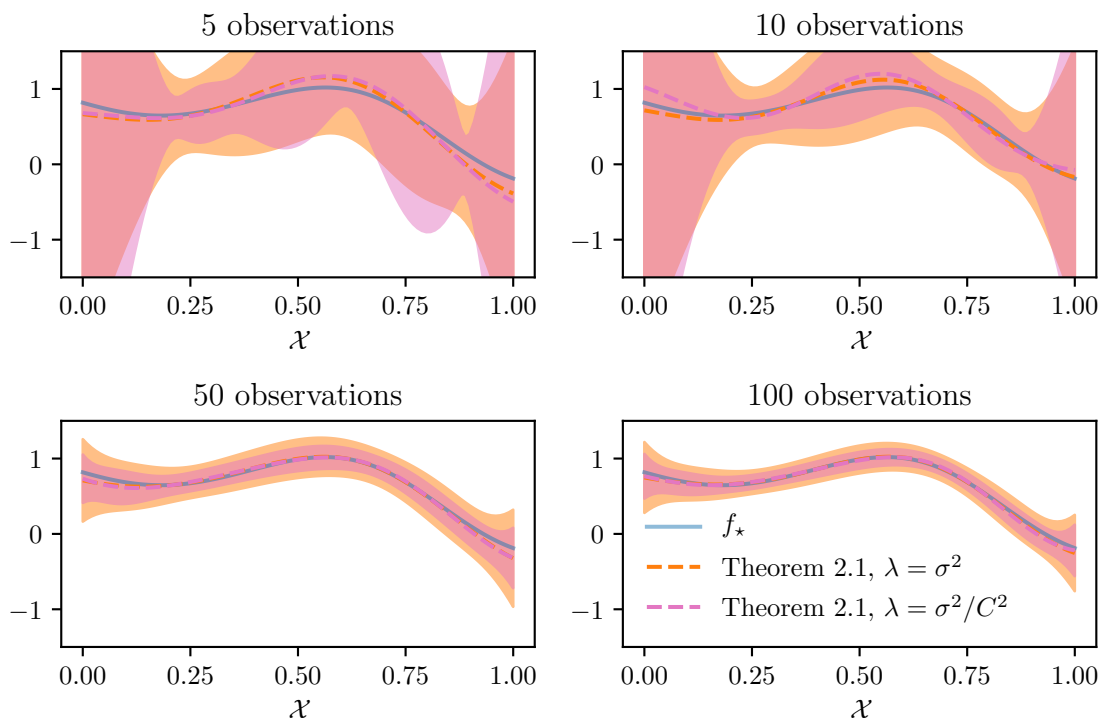 5 observations
10 observations
1
0
−1
0.00 0.25 0.50 0.75 1.00
𝒳
1
0
−1
0.00 0.25 0.50 0.75 1.00
𝒳
50 observations
100 observations
1
0
−1
0.00 0.25 0.50 0.75 1.00
𝒳
1
0
−1
f⋆
Theorem 2.1, λ = σ²
Theorem 2.1, λ = σ²/C²
0.00 0.25 0.50 0.75 1.00
𝒳